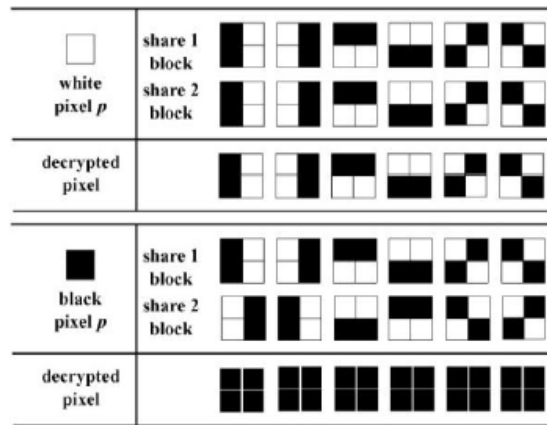 share 1
block
white
pixel p
share 2
block
decrypted
pixel
share 1
block
black
pixel p
share 2
block
decrypted
pixel